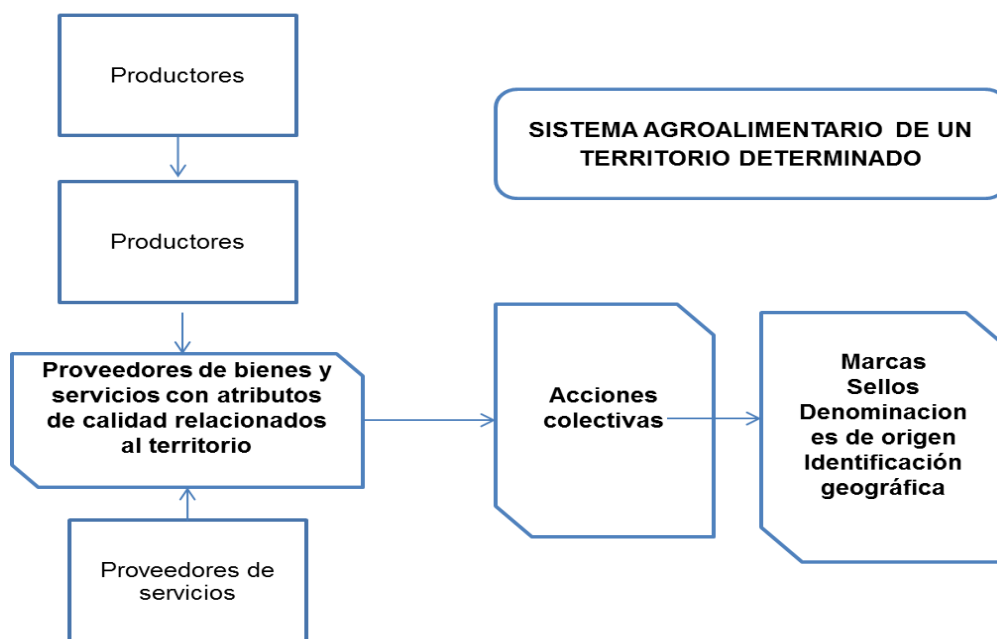 Productores
SISTEMA AGROALIMENTARIO DE UN
TERRITORIO DETERMINADO
Productores
Proveedores de bienes y
servicios con atributos
de calidad relacionados
al territorio
Acciones
colectivas
Marcas
Sellos
Denominacion
es de origen
Identificación
geográfica
Proveedores de
servicios